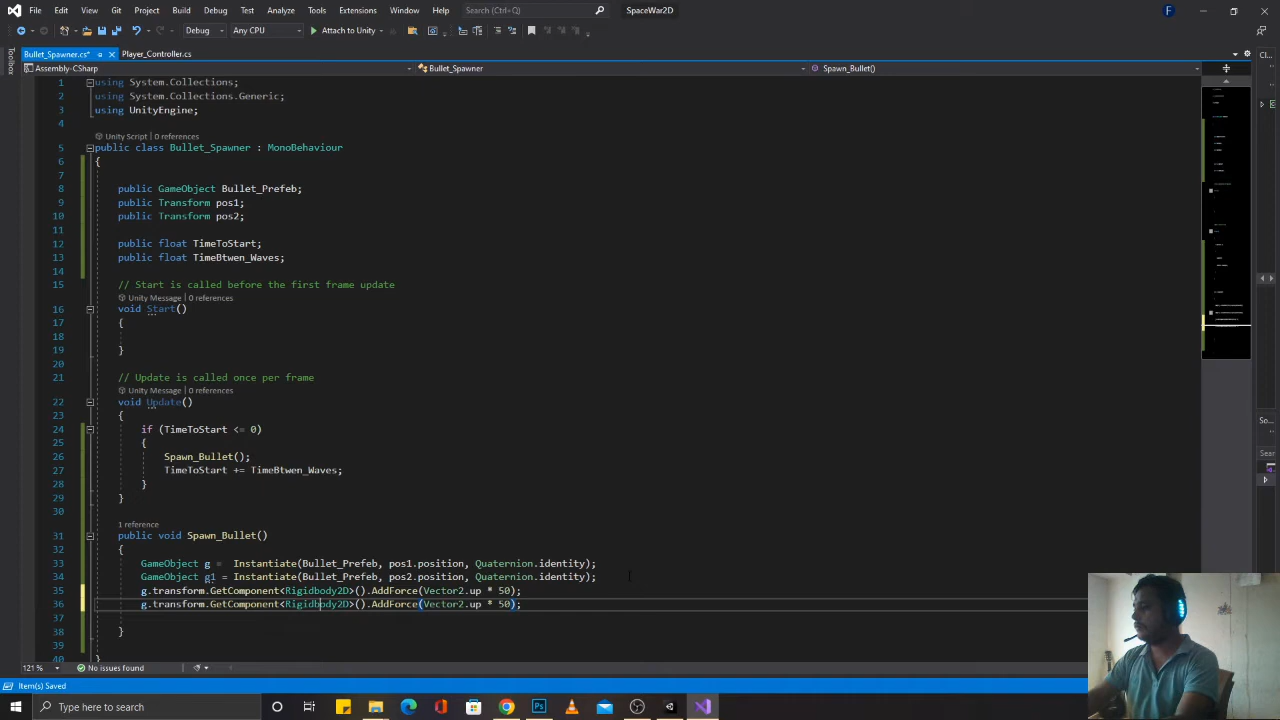 File Edit View Git Project Build Debug Test Analyze Tools Extensions Window Help Search (Ctrl+Q) SpaceWar2D F
Debug Any CPU Attach to Unity
Bullet_Spawner.cs* Player_Controller.cs
Toolbox
Assembly-CSharp Bullet_Spawner Spawn_Bullet()
1 using System.Collections;
2 using System.Collections.Generic;
3 using UnityEngine;
4
Unity Script | 0 references
5 public class Bullet_Spawner : MonoBehaviour
6 {
7
8 public GameObject Bullet_Prefeb;
9 public Transform pos1;
10 public Transform pos2;
11
12 public float TimeToStart;
13 public float TimeBtwen_Waves;
14
15 // Start is called before the first frame update
Unity Message | 0 references
16 void Start()
17 {
18
19 }
20
21 // Update is called once per frame
Unity Message | 0 references
22 void Update()
23 {
24 if (TimeToStart <= 0)
25 {
26 Spawn_Bullet();
27 TimeToStart += TimeBtwen_Waves;
28 }
29 }
30
1 reference
31 public void Spawn_Bullet()
32 {
33 GameObject g = Instantiate(Bullet_Prefeb, pos1.position, Quaternion.identity);
34 GameObject g1 = Instantiate(Bullet_Prefeb, pos2.position, Quaternion.identity);
35 g.transform.GetComponent<Rigidbody2D>().AddForce(Vector2.up * 50);
36 g.transform.GetComponent<Rigidbody2D>().AddForce(Vector2.up * 50);
37
38 }
39
40 }
Cl...
So...
Sear
121 % No issues found
Item(s) Saved
Type here to search